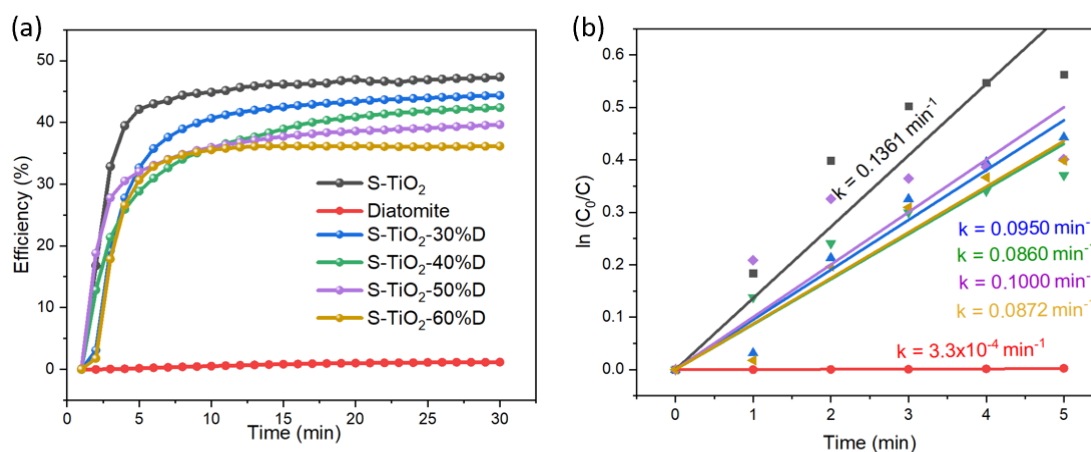 (a)
50
40
30
20
10
0
Efficiency (%)
S-TiO₂
Diatomite
S-TiO₂-30%D
S-TiO₂-40%D
S-TiO₂-50%D
S-TiO₂-60%D
0 5 10 15 20 25 30
Time (min)
(b)
0.6
0.5
0.4
0.3
0.2
0.1
0.0
ln (C₀/C)
k = 0.1361 min⁻¹
k = 0.0950 min⁻
k = 0.0860 min⁻¹
k = 0.1000 min⁻
k = 0.0872 min⁻¹
k = 3.3x10⁻⁴ min⁻¹
0 1 2 3 4 5
Time (min)